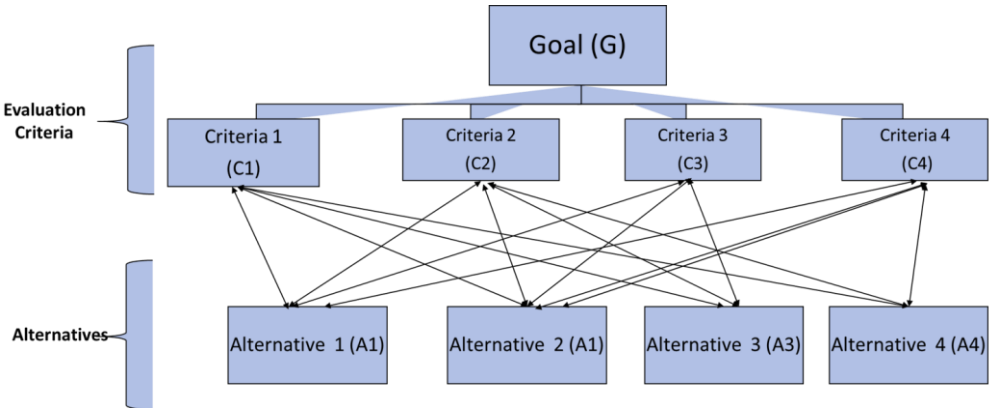 Goal (G)
Evaluation
Criteria
Criteria 1
(C1)
Criteria 2
(C2)
Criteria 3
(C3)
Criteria 4
(C4)
Alternatives
Alternative 1 (A1)
Alternative 2 (A1)
Alternative 3 (A3)
Alternative 4 (A4)